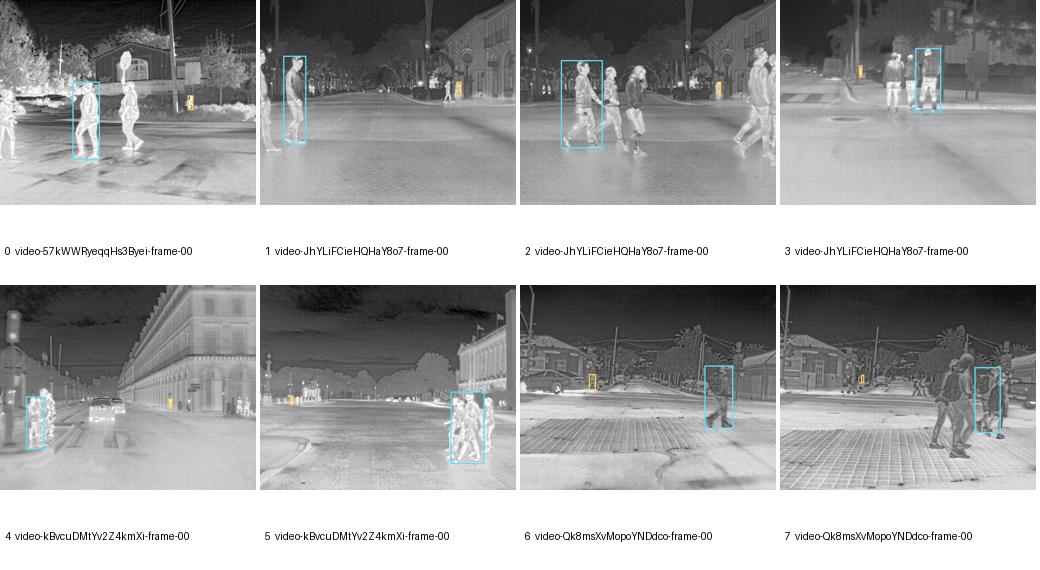 0 video-57kWWRyeqqHs3Byei-frame-00
1 video-JhYLiFCieHQHaY8o7-frame-00
2 video-JhYLiFCieHQHaY8o7-frame-00
3 video-JhYLiFCieHQHaY8o7-frame-00
4 video-kBvcuDMtYv2Z4kmXi-frame-00
5 video-kBvcuDMtYv2Z4kmXi-frame-00
6 video-Qk8msXvMopoYNDdco-frame-00
7 video-Qk8msXvMopoYNDdco-frame-00